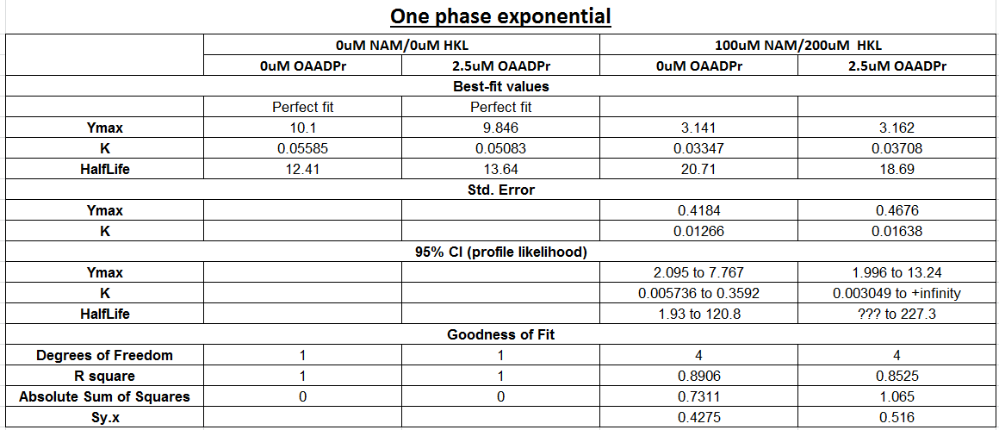 One phase exponential
0uM NAM/0uM HKL 100uM NAM/200uM HKL
0uM OAADPr 2.5uM OAADPr 0uM OAADPr 2.5uM OAADPr
Best-fit values
Perfect fit Perfect fit
Ymax 10.1 9.846 3.141 3.162
K 0.05585 0.05083 0.03347 0.03708
HalfLife 12.41 13.64 20.71 18.69
Std. Error
Ymax 0.4184 0.4676
K 0.01266 0.01638
95% CI (profile likelihood)
Ymax 2.095 to 7.767 1.996 to 13.24
K 0.005736 to 0.3592 0.003049 to +infinity
HalfLife 1.93 to 120.8 ??? to 227.3
Goodness of Fit
Degrees of Freedom 1 1 4 4
R square 1 1 0.8906 0.8525
Absolute Sum of Squares 0 0 0.7311 1.065
Sy.x 0.4275 0.516